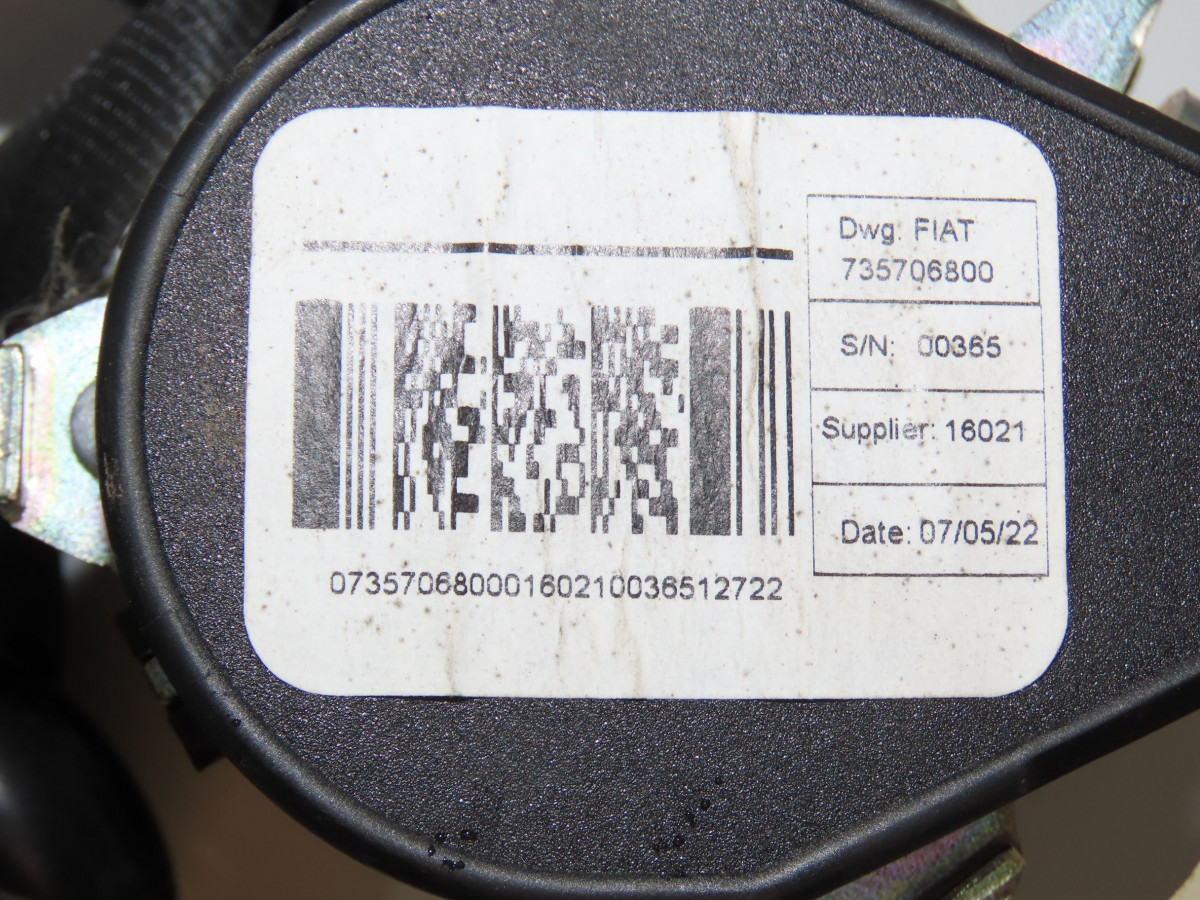 Dwg: FIAT
735706800
S/N: 00365
Supplier: 16021
Date: 07/05/22
07357068000160210036512722